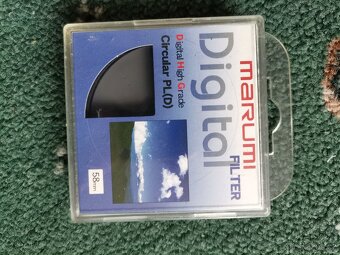 marumi
Digital
FILTER
Digital High Grade
Circular PL(D)
58mm